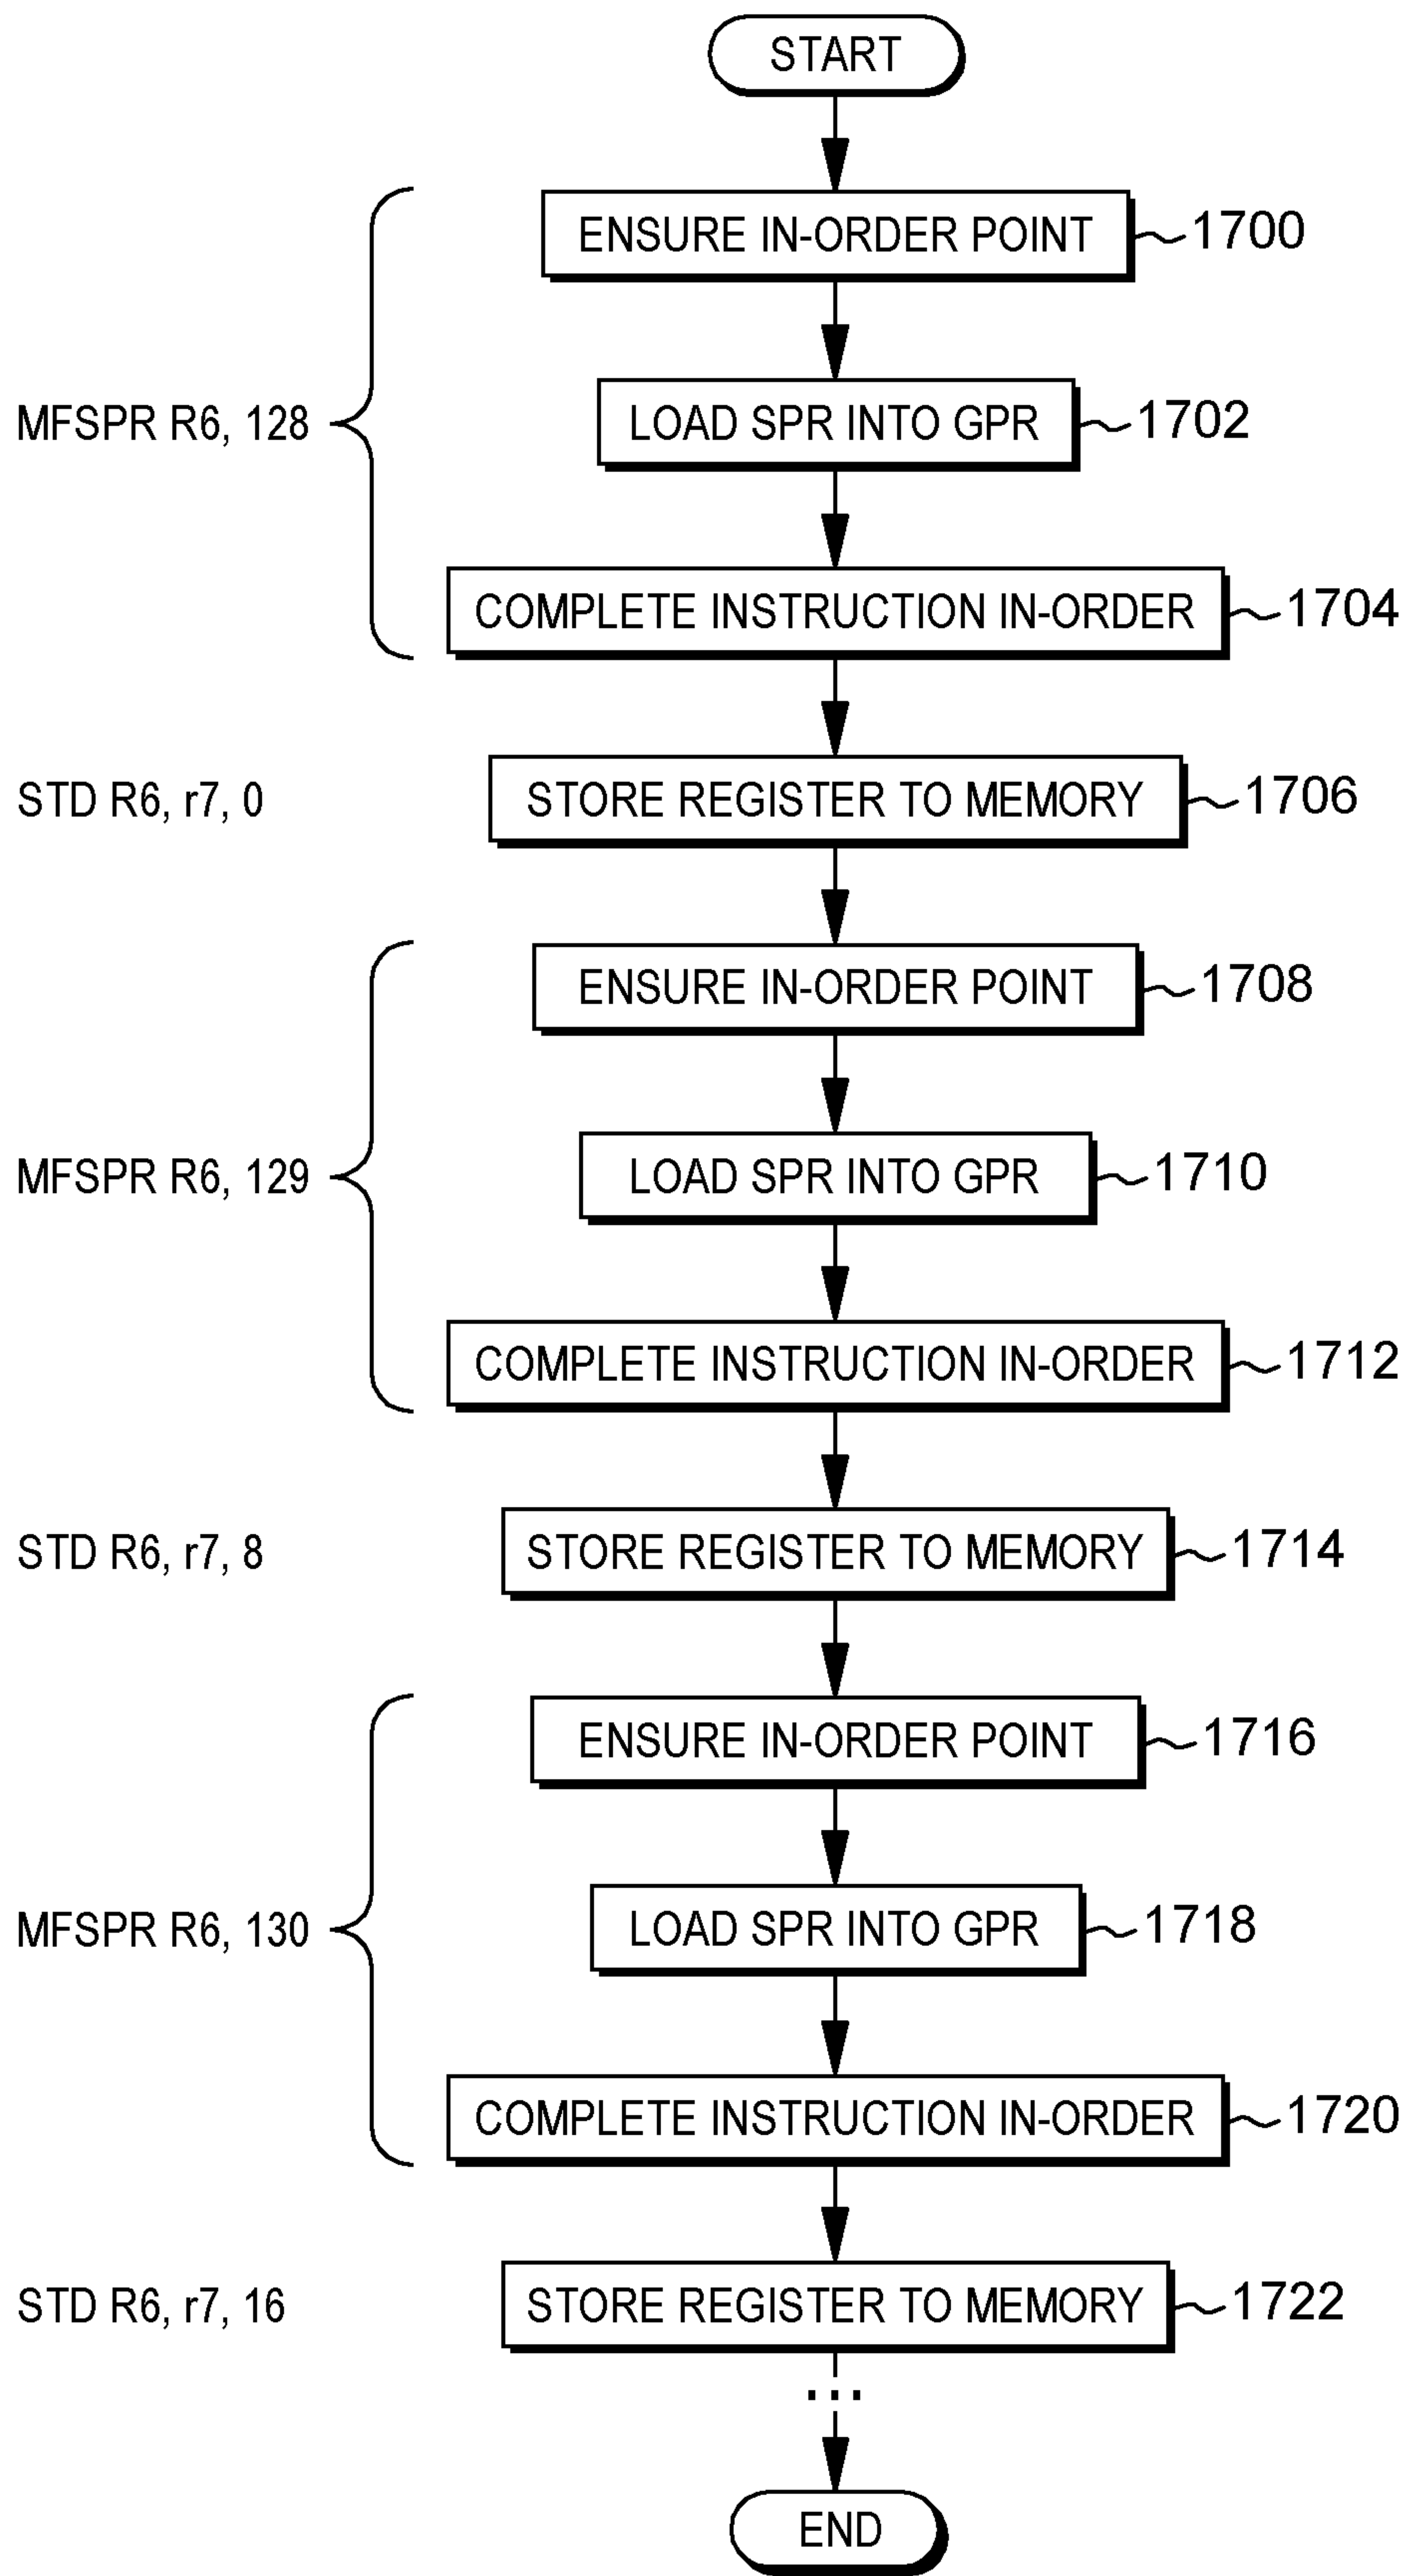 START
ENSURE IN-ORDER POINT 1700
MFSPR R6, 128 LOAD SPR INTO GPR 1702
COMPLETE INSTRUCTION IN-ORDER 1704
STD R6, r7, 0 STORE REGISTER TO MEMORY 1706
ENSURE IN-ORDER POINT 1708
MFSPR R6, 129 LOAD SPR INTO GPR 1710
COMPLETE INSTRUCTION IN-ORDER 1712
STD R6, r7, 8 STORE REGISTER TO MEMORY 1714
ENSURE IN-ORDER POINT 1716
MFSPR R6, 130 LOAD SPR INTO GPR 1718
COMPLETE INSTRUCTION IN-ORDER 1720
STD R6, r7, 16 STORE REGISTER TO MEMORY 1722
...
END